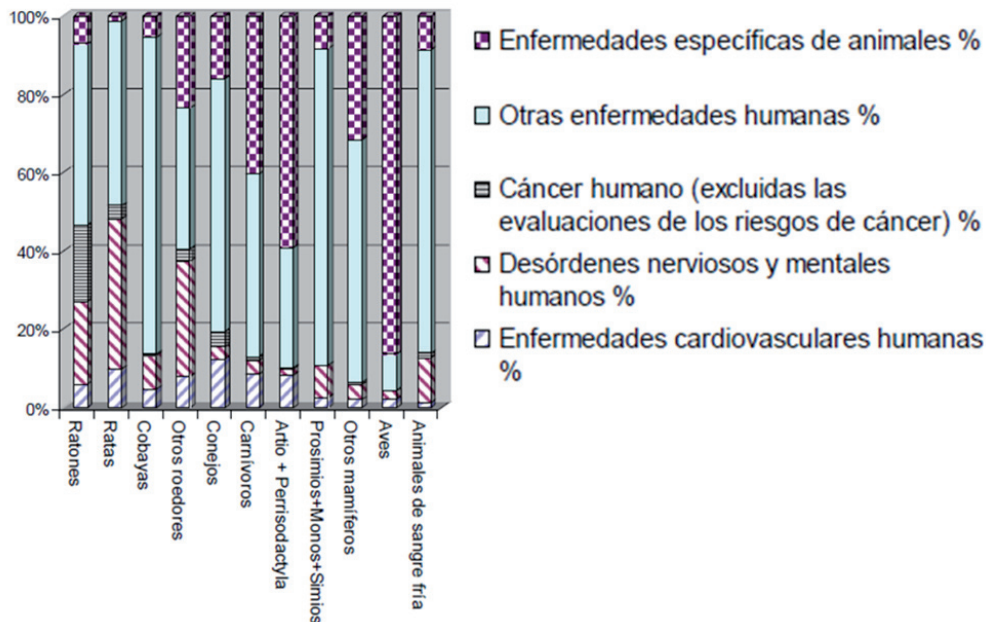 100%
80%
60%
40%
20%
0%
Ratones
Ratas
Cobayas
Otros roedores
Conejos
Carnívoros
Artio + Perrisodactyla
Prosimios+Monos+Simios
Otros mamíferos
Aves
Animales de sangre fría
Enfermedades específicas de animales %
Otras enfermedades humanas %
Cáncer humano (excluidas las
evaluaciones de los riesgos de cáncer) %
Desórdenes nerviosos y mentales
humanos %
Enfermedades cardiovasculares humanas
%